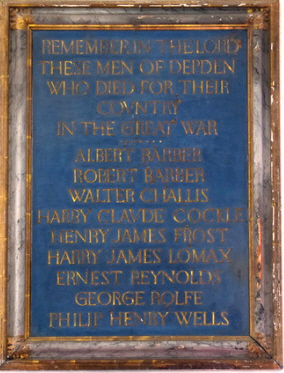 REMEMBER IN THE LORD
THESE MEN OF DEPDEN
WHO DIED FOR THEIR
COUNTRY
IN THE GREAT WAR
ALBERT BARBER
ROBERT BARBER
WALTER CHALLIS
HARRY CLAUDE COCKLE
HENRY JAMES FROST
HARRY JAMES LOMAX
ERNEST REYNOLDS
GEORGE ROLFE
PHILIP HENRY WELLS